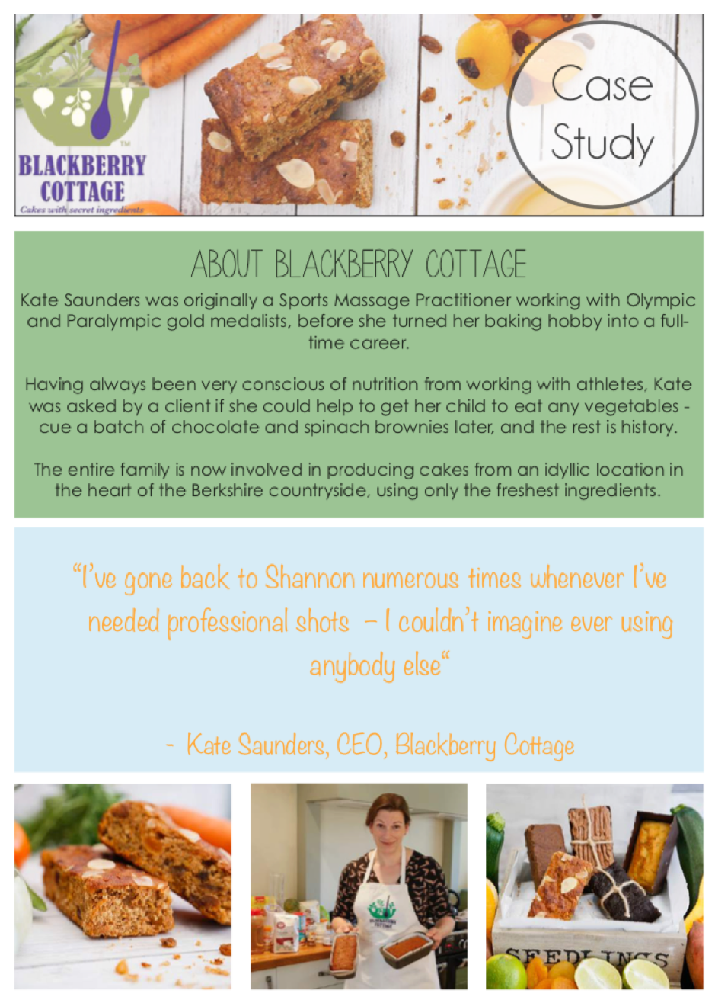 Case
Study
TM
BLACKBERRY
COTTAGE
Cakes with secret ingredients
ABOUT BLACKBERRY COTTAGE
Kate Saunders was originally a Sports Massage Practitioner working with Olympic
and Paralympic gold medalists, before she turned her baking hobby into a full-
time career.
Having always been very conscious of nutrition from working with athletes, Kate
was asked by a client if she could help to get her child to eat any vegetables -
cue a batch of chocolate and spinach brownies later, and the rest is history.
The entire family is now involved in producing cakes from an idyllic location in
the heart of the Berkshire countryside, using only the freshest ingredients.
“I’ve gone back to Shannon numerous times whenever I’ve
needed professional shots – I couldn’t imagine ever using
anybody else“
- Kate Saunders, CEO, Blackberry Cottage
BLACKBERRY
COTTAGE
SEEDLINGS